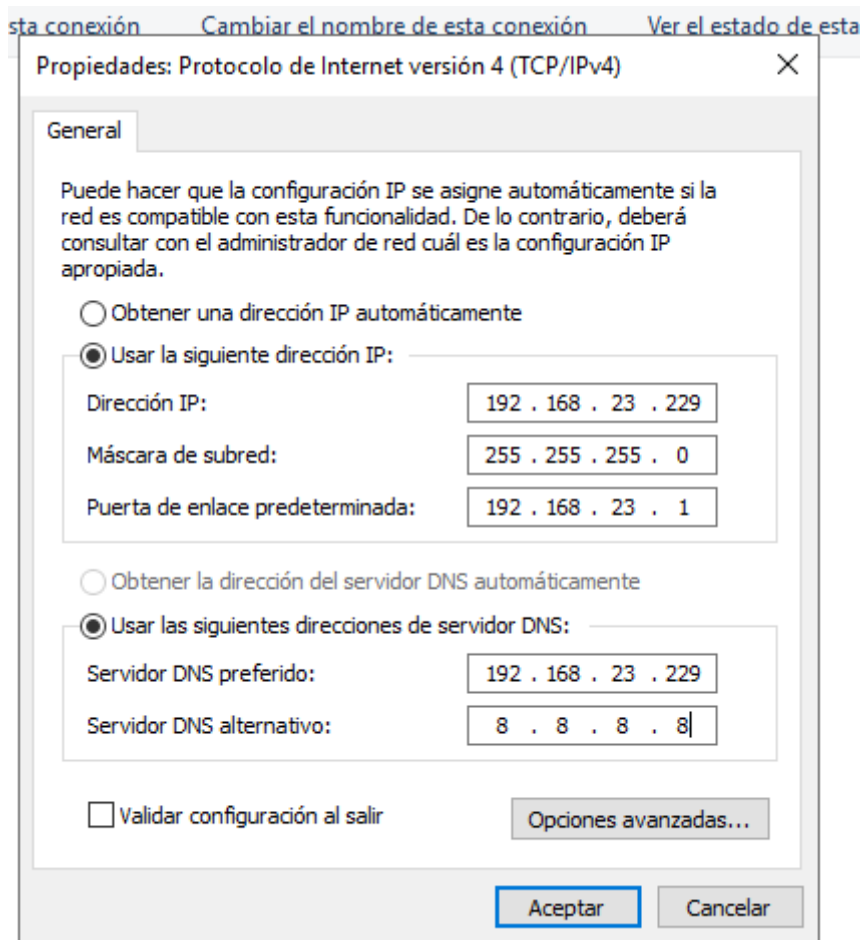 sta conexión Cambiar el nombre de esta conexión Ver el estado de esta
Propiedades: Protocolo de Internet versión 4 (TCP/IPv4)
General
Puede hacer que la configuración IP se asigne automáticamente si la
red es compatible con esta funcionalidad. De lo contrario, deberá
consultar con el administrador de red cuál es la configuración IP
apropiada.
Obtener una dirección IP automáticamente
Usar la siguiente dirección IP:
Dirección IP: 192 . 168 . 23 . 229
Máscara de subred: 255 . 255 . 255 . 0
Puerta de enlace predeterminada: 192 . 168 . 23 . 1
Obtener la dirección del servidor DNS automáticamente
Usar las siguientes direcciones de servidor DNS:
Servidor DNS preferido: 192 . 168 . 23 . 229
Servidor DNS alternativo: 8 . 8 . 8 . 8
Validar configuración al salir Opciones avanzadas...
Aceptar Cancelar